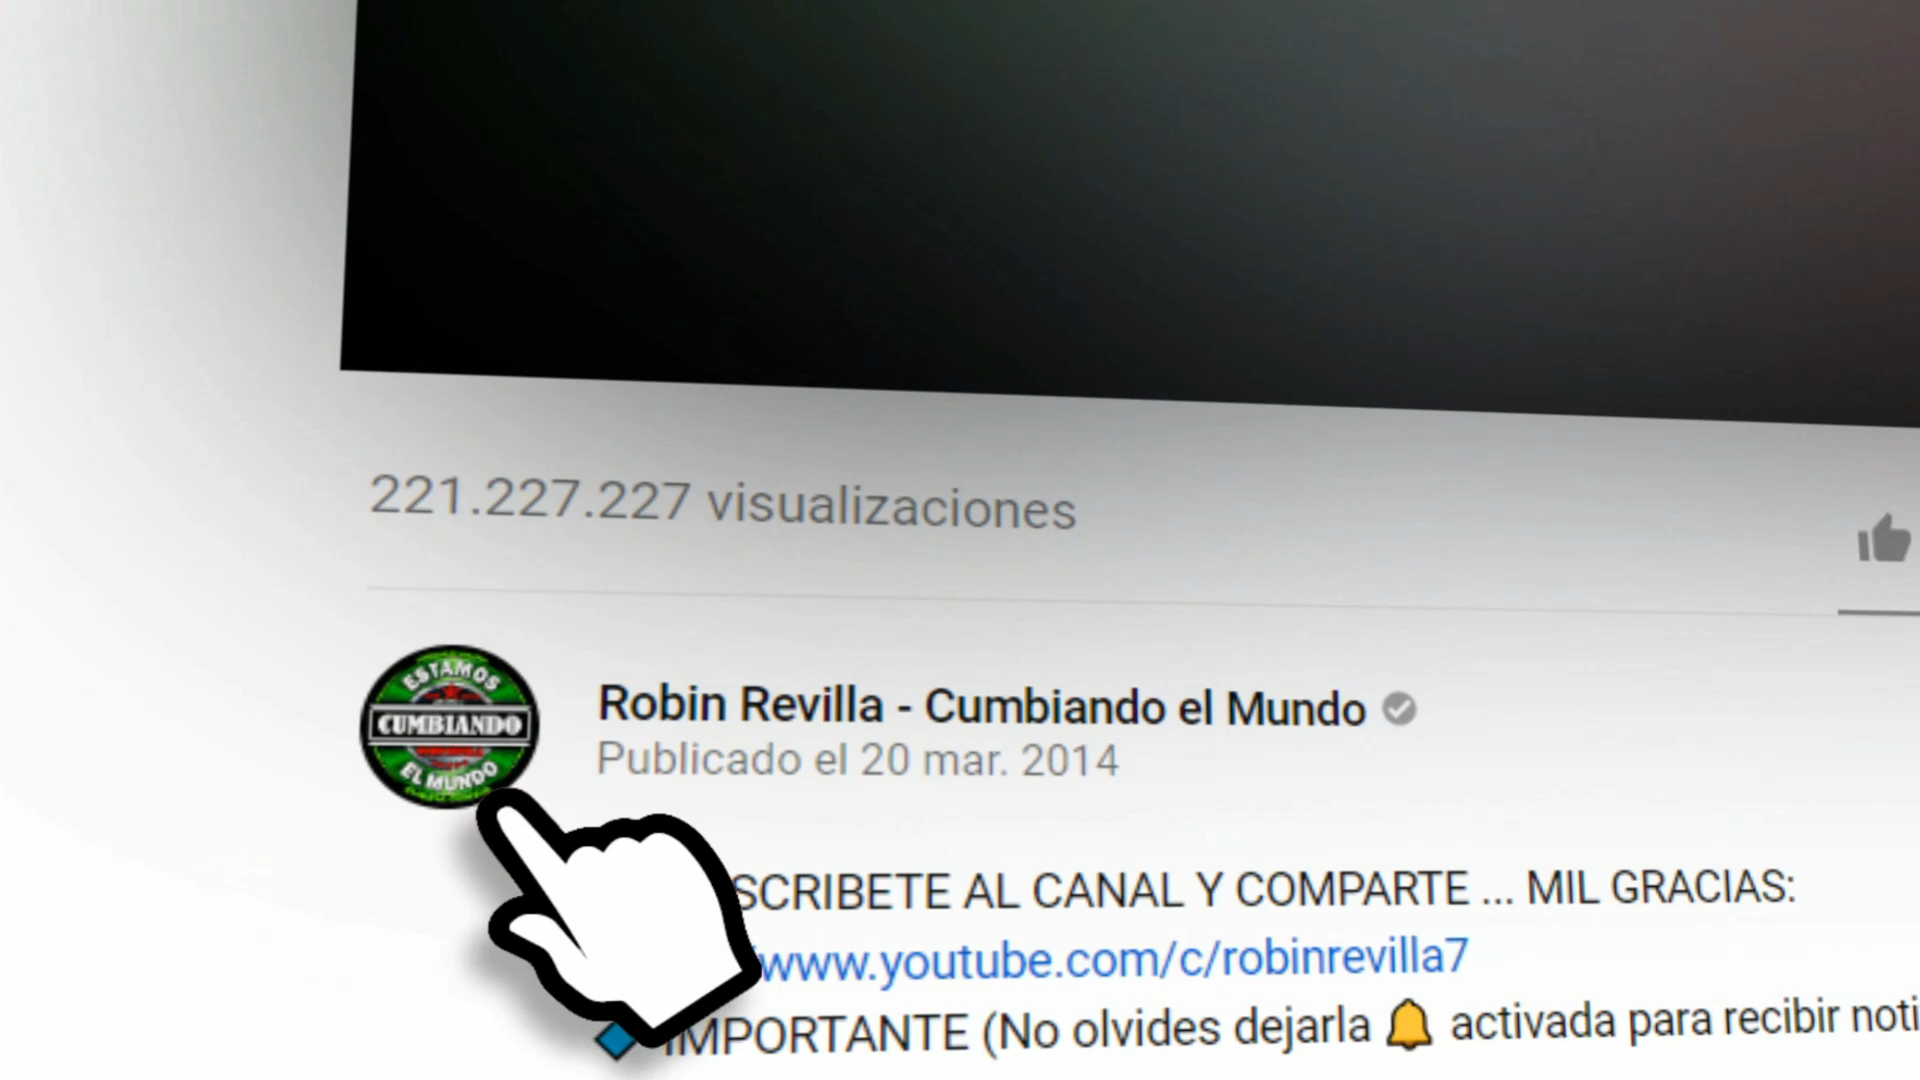 221.227.227 visualizaciones
ESTAMOS
CUMBIANDO
EL MUNDO
Robin Revilla - Cumbiando el Mundo
Publicado el 20 mar. 2014
SCRIBETE AL CANAL Y COMPARTE ... MIL GRACIAS:
www.youtube.com/c/robinrevilla7
IMPORTANTE (No olvides dejarla 🔔 activada para recibir noti